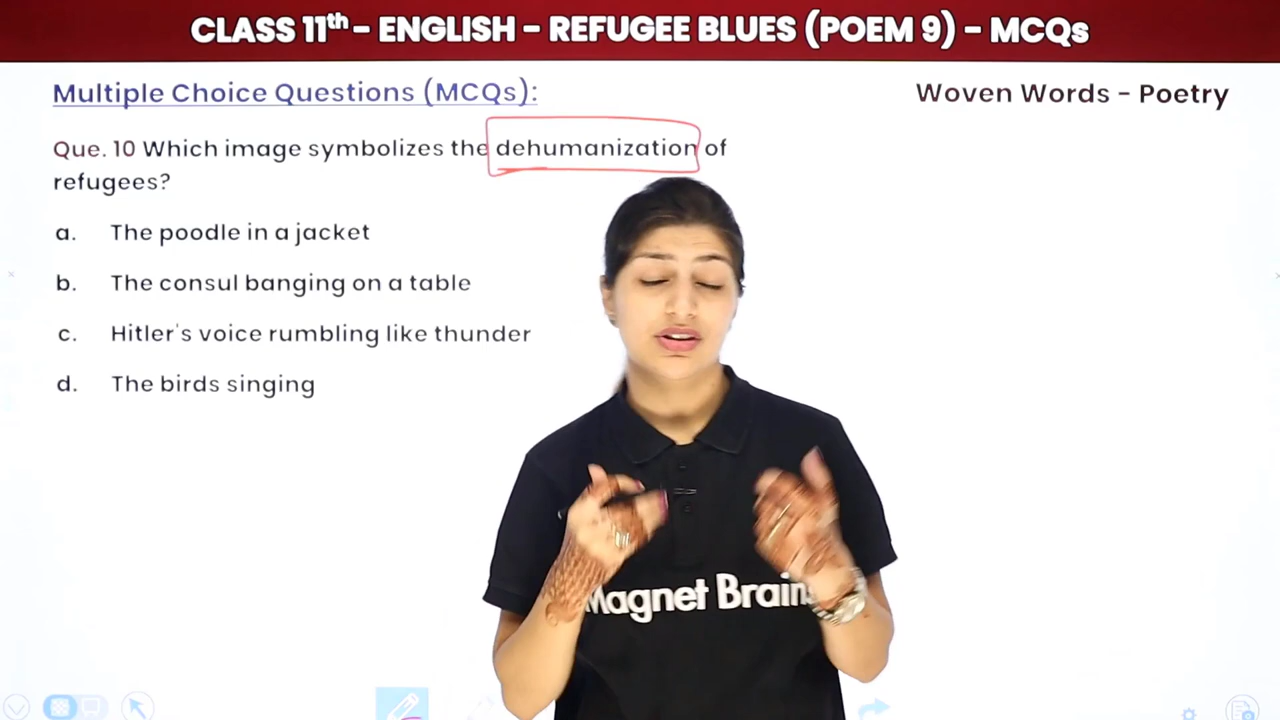 CLASS 11th - ENGLISH - REFUGEE BLUES (POEM 9) - MCQs
Multiple Choice Questions (MCQs):
Woven Words - Poetry
Que. 10 Which image symbolizes the dehumanization of
refugees?
a. The poodle in a jacket
b. The consul banging on a table
c. Hitler's voice rumbling like thunder
d. The birds singing
Magnet Brains